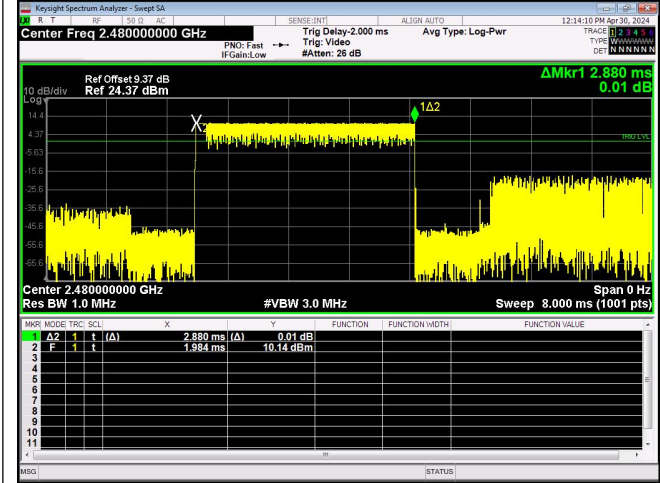 Keysight Spectrum Analyzer - Swept SA
LXI R T RF 50 Ω AC SENSE:INT ALIGN AUTO 12:14:10 PM Apr 30, 2024
Center Freq 2.480000000 GHz Trig Delay-2.000 ms Avg Type: Log-Pwr TRACE 1 2 3 4 5 6
PNO: Fast Trig: Video TYPE WWWWWW
IFGain:Low #Atten: 26 dB DET N N N N N N
Ref Offset 9.37 dB ΔMkr1 2.880 ms
10 dB/div Ref 24.37 dBm 0.01 dB
Log
14.4
4.37
-5.63
-15.6
-25.6
-35.6
-45.6
-55.6
-65.6
1Δ2
X2
TRIG LVL
Center 2.480000000 GHz Span 0 Hz
Res BW 1.0 MHz #VBW 3.0 MHz Sweep 8.000 ms (1001 pts)
MKR MODE TRC SCL X Y FUNCTION FUNCTION WIDTH FUNCTION VALUE
1 Δ2 1 t (Δ) 2.880 ms (Δ) 0.01 dB
2 F 1 t 1.984 ms 10.14 dBm
3
4
5
6
7
8
9
10
11
MSG STATUS